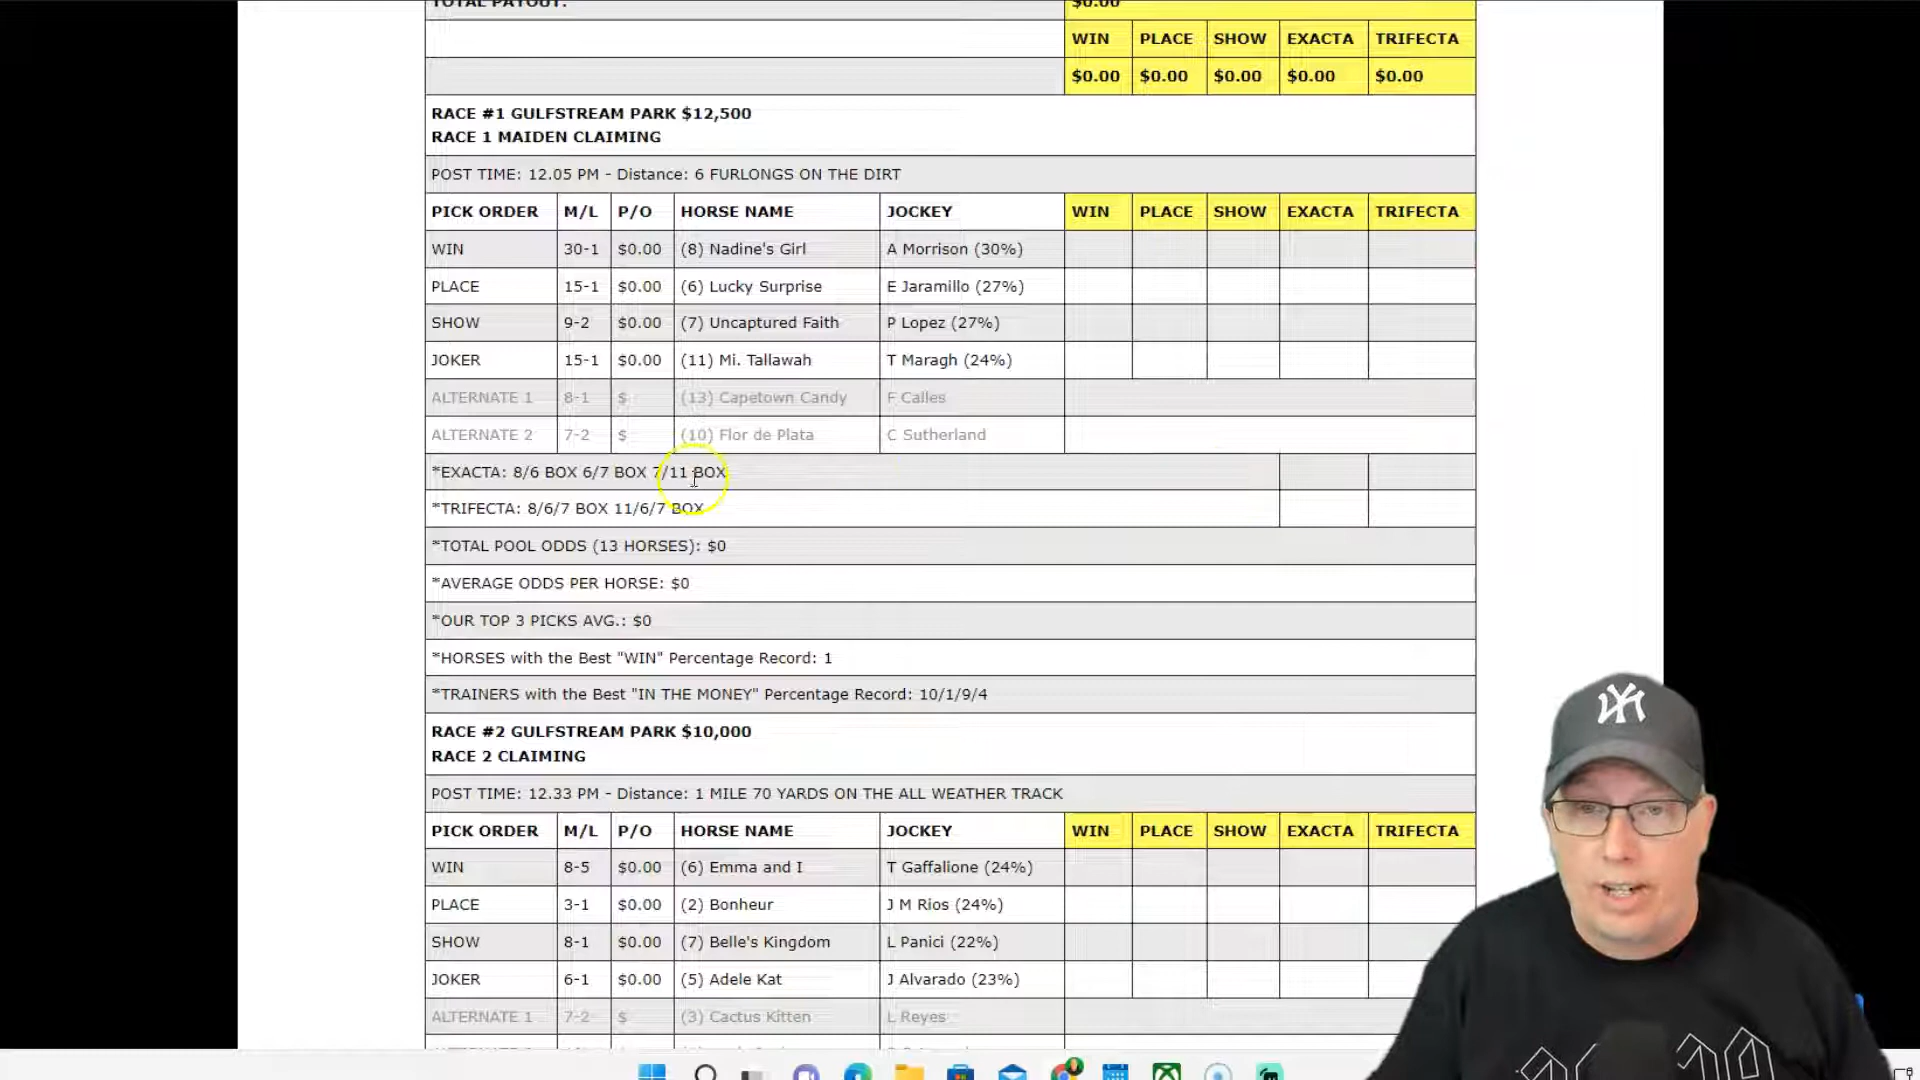 TOTAL PAYOUT: $0.00
WIN PLACE SHOW EXACTA TRIFECTA
$0.00 $0.00 $0.00 $0.00 $0.00
RACE #1 GULFSTREAM PARK $12,500
RACE 1 MAIDEN CLAIMING
POST TIME: 12.05 PM - Distance: 6 FURLONGS ON THE DIRT
PICK ORDER M/L P/O HORSE NAME JOCKEY WIN PLACE SHOW EXACTA TRIFECTA
WIN 30-1 $0.00 (8) Nadine's Girl A Morrison (30%)
PLACE 15-1 $0.00 (6) Lucky Surprise E Jaramillo (27%)
SHOW 9-2 $0.00 (7) Uncaptured Faith P Lopez (27%)
JOKER 15-1 $0.00 (11) Mi. Tallawah T Maragh (24%)
ALTERNATE 1 8-1 $ (13) Capetown Candy F Calles
ALTERNATE 2 7-2 $ (10) Flor de Plata C Sutherland
*EXACTA: 8/6 BOX 6/7 BOX 7/11 BOX
*TRIFECTA: 8/6/7 BOX 11/6/7 BOX
*TOTAL POOL ODDS (13 HORSES): $0
*AVERAGE ODDS PER HORSE: $0
*OUR TOP 3 PICKS AVG.: $0
*HORSES with the Best "WIN" Percentage Record: 1
*TRAINERS with the Best "IN THE MONEY" Percentage Record: 10/1/9/4
RACE #2 GULFSTREAM PARK $10,000
RACE 2 CLAIMING
POST TIME: 12.33 PM - Distance: 1 MILE 70 YARDS ON THE ALL WEATHER TRACK
PICK ORDER M/L P/O HORSE NAME JOCKEY WIN PLACE SHOW EXACTA TRIFECTA
WIN 8-5 $0.00 (6) Emma and I T Gaffalione (24%)
PLACE 3-1 $0.00 (2) Bonheur J M Rios (24%)
SHOW 8-1 $0.00 (7) Belle's Kingdom L Panici (22%)
JOKER 6-1 $0.00 (5) Adele Kat J Alvarado (23%)
ALTERNATE 1 7-2 $ (3) Cactus Kitten L Reyes
NY